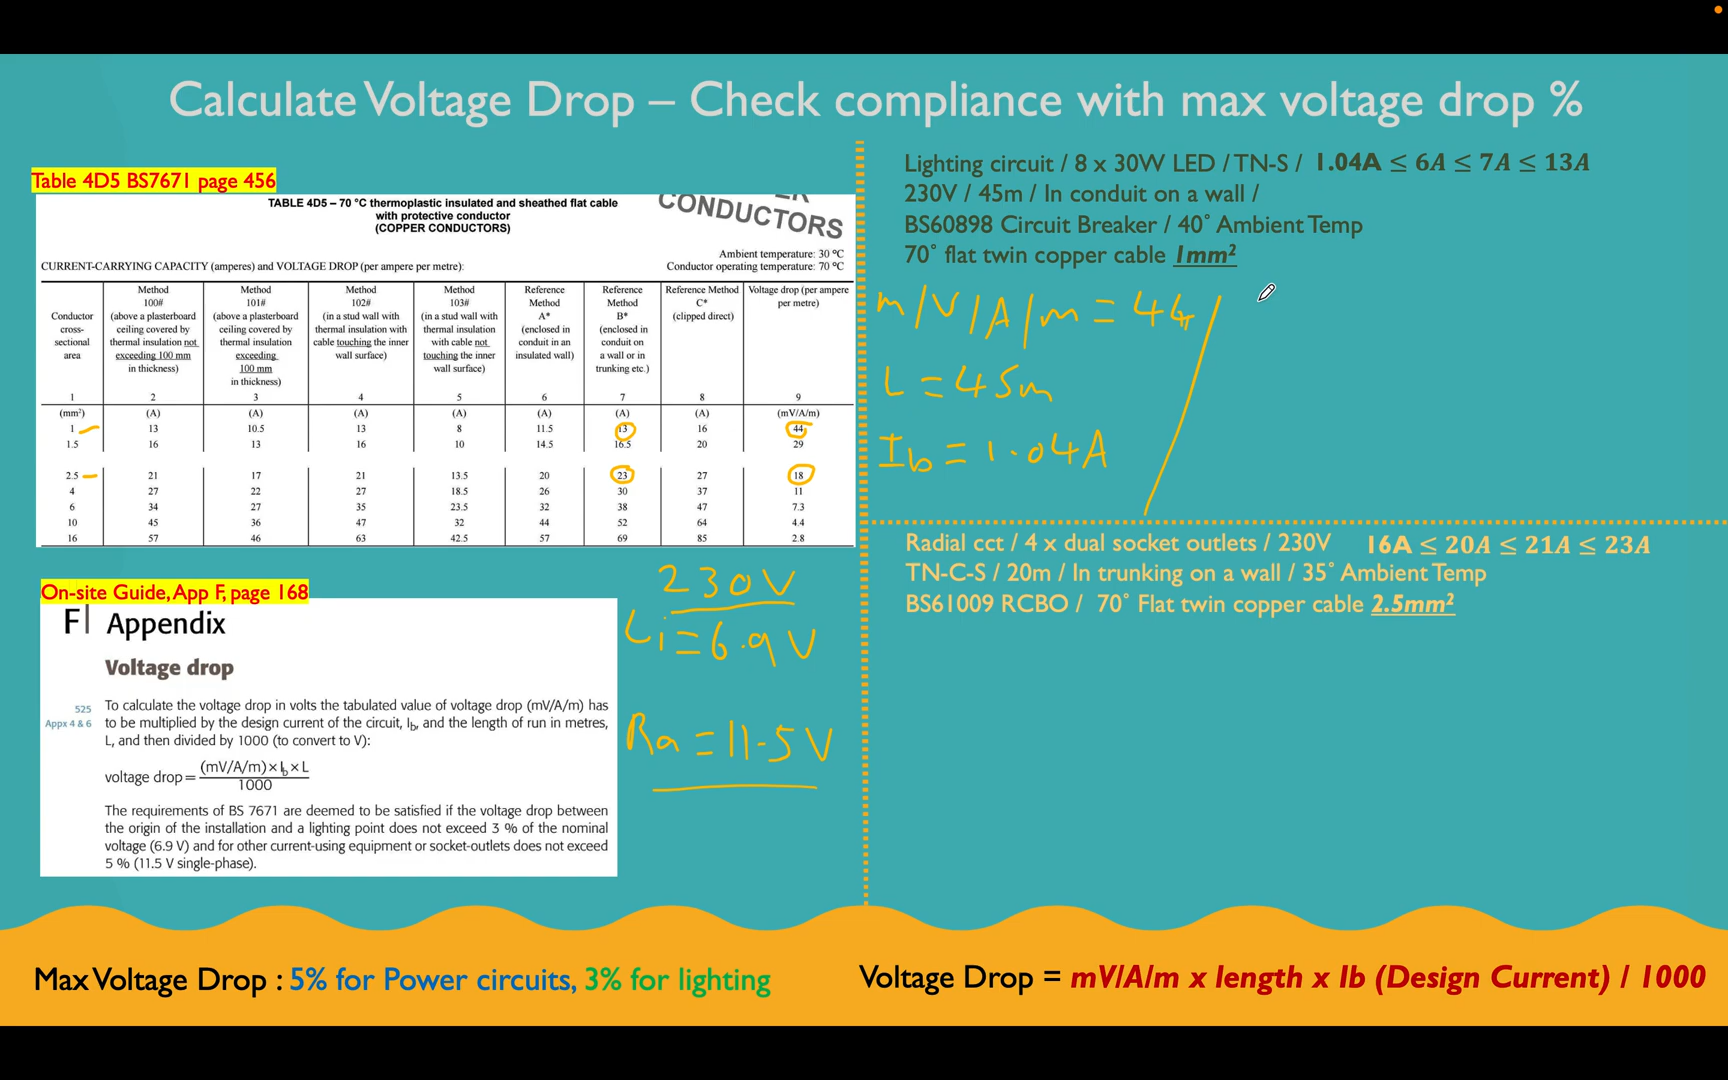 Calculate Voltage Drop – Check compliance with max voltage drop %
Table 4D5 BS7671 page 456
TABLE 4D5 – 70 °C thermoplastic insulated and sheathed flat cable
with protective conductor
(COPPER CONDUCTORS)
CONDUCTORS
Ambient temperature: 30 °C
CURRENT-CARRYING CAPACITY (amperes) and VOLTAGE DROP (per ampere per metre):
Conductor operating temperature: 70 °C
Conductor cross-sectional area
Method 100# (above a plasterboard ceiling covered by thermal insulation not exceeding 100 mm in thickness)
Method 101# (above a plasterboard ceiling covered by thermal insulation exceeding 100 mm in thickness)
Method 102# (in a stud wall with thermal insulation with cable touching the inner wall surface)
Method 103# (in a stud wall with thermal insulation with cable not touching the inner wall surface)
Reference Method A* (enclosed in conduit in an insulated wall)
Reference Method B* (enclosed in conduit on a wall or in trunking etc.)
Reference Method C* (clipped direct)
Voltage drop (per ampere per metre)
1 2 3 4 5 6 7 8 9
(mm²) (A) (A) (A) (A) (A) (A) (A) (mV/A/m)
1 13 10.5 13 8 11.5 13 16 44
1.5 16 13 16 10 14.5 16.5 20 29
2.5 21 17 21 13.5 20 23 27 18
4 27 22 27 18.5 26 30 37 11
6 34 27 35 23.5 32 38 47 7.3
10 45 36 47 32 44 52 64 4.4
16 57 46 63 42.5 57 69 85 2.8
On-site Guide, App F, page 168
F| Appendix
Voltage drop
525
Appx 4 & 6
To calculate the voltage drop in volts the tabulated value of voltage drop (mV/A/m) has
to be multiplied by the design current of the circuit, Ib, and the length of run in metres,
L, and then divided by 1000 (to convert to V):
voltage drop = (mV/A/m) × Ib × L
1000
The requirements of BS 7671 are deemed to be satisfied if the voltage drop between
the origin of the installation and a lighting point does not exceed 3 % of the nominal
voltage (6.9 V) and for other current-using equipment or socket-outlets does not exceed
5 % (11.5 V single-phase).
230V
Li = 6.9V
Ra = 11.5V
Lighting circuit / 8 x 30W LED / TN-S / 1.04A ≤ 6A ≤ 7A ≤ 13A
230V / 45m / In conduit on a wall /
BS60898 Circuit Breaker / 40° Ambient Temp
70° flat twin copper cable 1mm²
m/V/A/m = 44
L = 45m
Ib = 1.04A
Radial cct / 4 x dual socket outlets / 230V 16A ≤ 20A ≤ 21A ≤ 23A
TN-C-S / 20m / In trunking on a wall / 35° Ambient Temp
BS61009 RCBO / 70° Flat twin copper cable 2.5mm²
Max Voltage Drop : 5% for Power circuits, 3% for lighting
Voltage Drop = mV/A/m x length x Ib (Design Current) / 1000